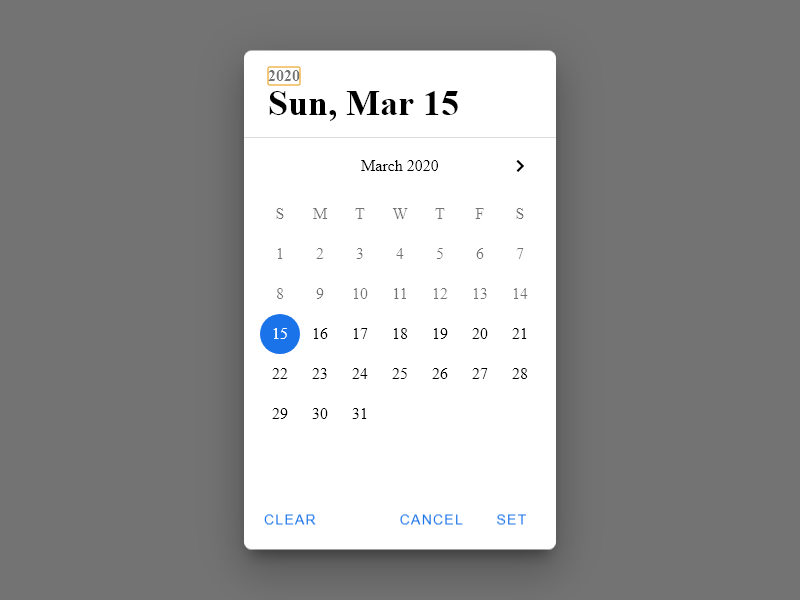 2020
Sun, Mar 15
March 2020
S M T W T F S
1 2 3 4 5 6 7
8 9 10 11 12 13 14
15 16 17 18 19 20 21
22 23 24 25 26 27 28
29 30 31
CLEAR CANCEL SET